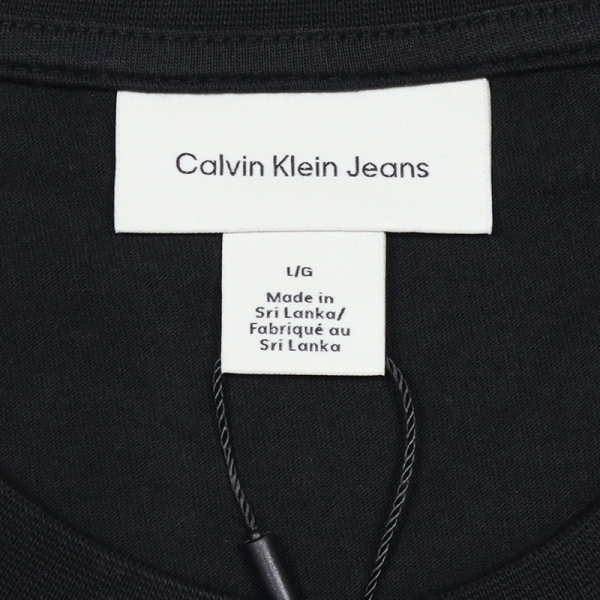 Calvin Klein Jeans
L/G
Made in
Sri Lanka/
Fabriqué au
Sri Lanka